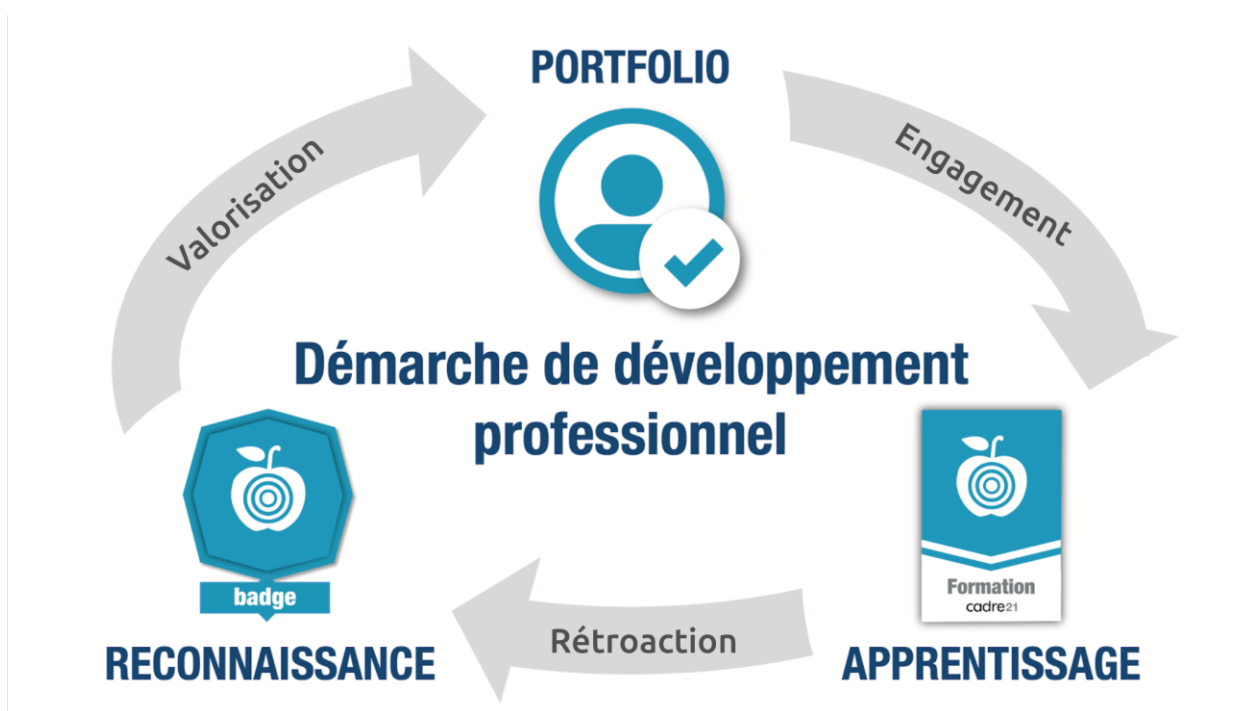 PORTFOLIO
Valorisation
Engagement
Démarche de développement
professionnel
badge
RECONNAISSANCE
Rétroaction
Formation
cadre21
APPRENTISSAGE